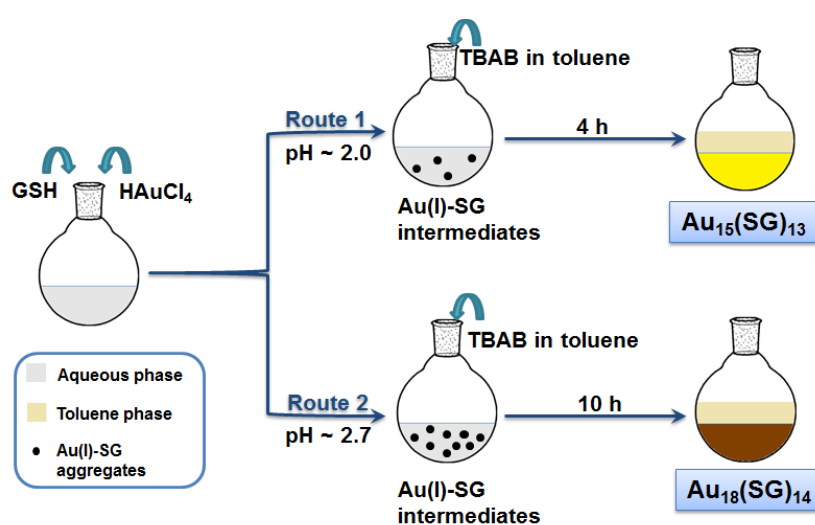 GSH
HAuCl₄
Route 1
pH ~ 2.0
TBAB in toluene
Au(I)-SG
intermediates
4 h
Au₁₅(SG)₁₃
Route 2
pH ~ 2.7
TBAB in toluene
Au(I)-SG
intermediates
10 h
Au₁₈(SG)₁₄
Aqueous phase
Toluene phase
Au(I)-SG
aggregates